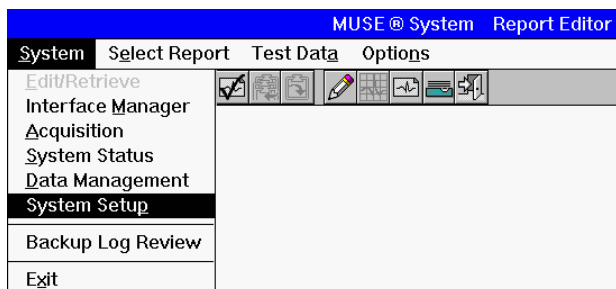 MUSE ® System Report Editor
System Select Report Test Data Options
Edit/Retrieve
Interface Manager
Acquisition
System Status
Data Management
System Setup
Backup Log Review
Exit